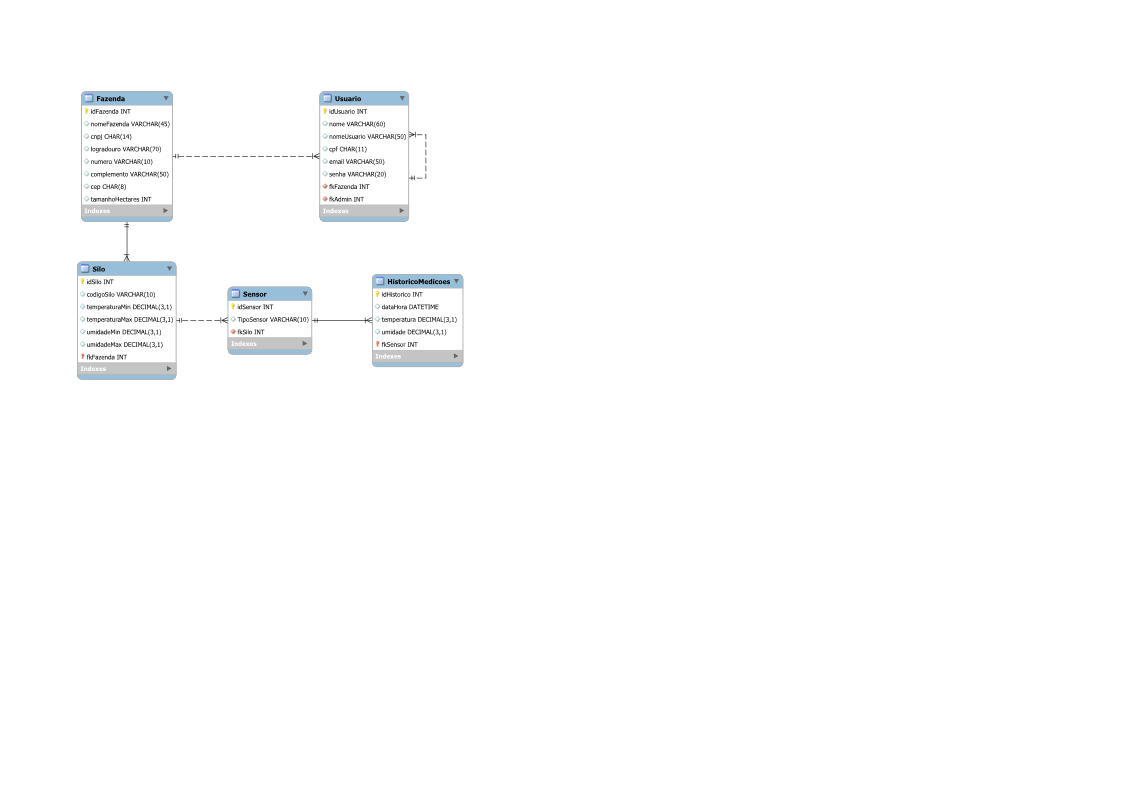 Fazenda
idFazenda INT
nomeFazenda VARCHAR(45)
cnpj CHAR(14)
logradouro VARCHAR(70)
numero VARCHAR(10)
complemento VARCHAR(50)
cep CHAR(8)
tamanhoHectares INT
Indexes
Usuario
idUsuario INT
nome VARCHAR(60)
nomeUsuario VARCHAR(50)
cpf CHAR(11)
email VARCHAR(50)
senha VARCHAR(20)
fkFazenda INT
fkAdmin INT
Indexes
Silo
idSilo INT
codigoSilo VARCHAR(10)
temperaturaMin DECIMAL(3,1)
temperaturaMax DECIMAL(3,1)
umidadeMin DECIMAL(3,1)
umidadeMax DECIMAL(3,1)
fkFazenda INT
Indexes
Sensor
idSensor INT
TipoSensor VARCHAR(10)
fkSilo INT
Indexes
HistoricoMedicoes
idHistorico INT
dataHora DATETIME
temperatura DECIMAL(3,1)
umidade DECIMAL(3,1)
fkSensor INT
Indexes